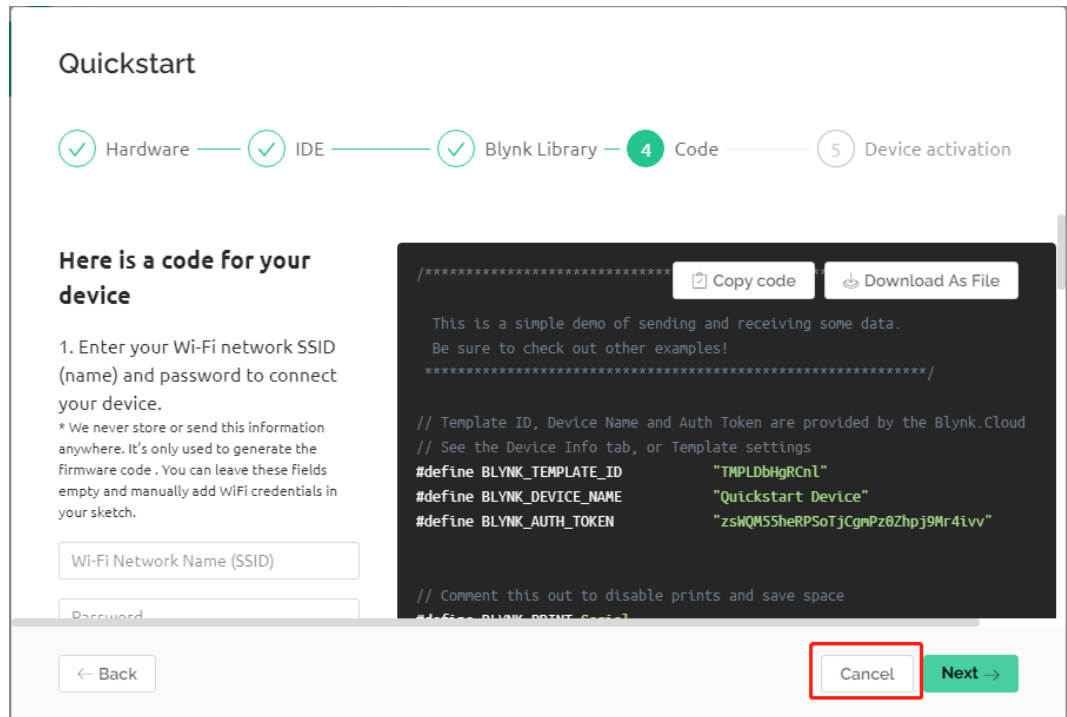 Quickstart
Hardware
IDE
Blynk Library
4
Code
5
Device activation
Here is a code for your
device
1. Enter your Wi-Fi network SSID
(name) and password to connect
your device.
* We never store or send this information
anywhere. It's only used to generate the
firmware code . You can leave these fields
empty and manually add WiFi credentials in
your sketch.
Wi-Fi Network Name (SSID)
Password
/******************************
Copy code
Download As File
This is a simple demo of sending and receiving some data.
Be sure to check out other examples!
*************************************************************/
// Template ID, Device Name and Auth Token are provided by the Blynk.Cloud
// See the Device Info tab, or Template settings
#define BLYNK_TEMPLATE_ID "TMPLDbHgRCnl"
#define BLYNK_DEVICE_NAME "Quickstart Device"
#define BLYNK_AUTH_TOKEN "zsWQM55heRPSoTjCgmPz0Zhpj9Mr4ivv"
// Comment this out to disable prints and save space
#define BLYNK_PRINT Serial
← Back
Cancel
Next →